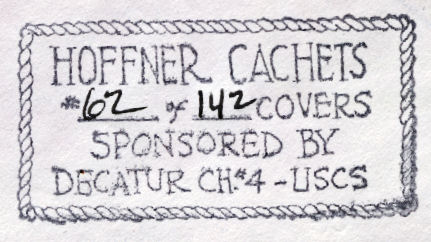 HOFFNER CACHETS
#62 of 142 COVERS
SPONSORED BY
DECATUR CH.#4-USCS